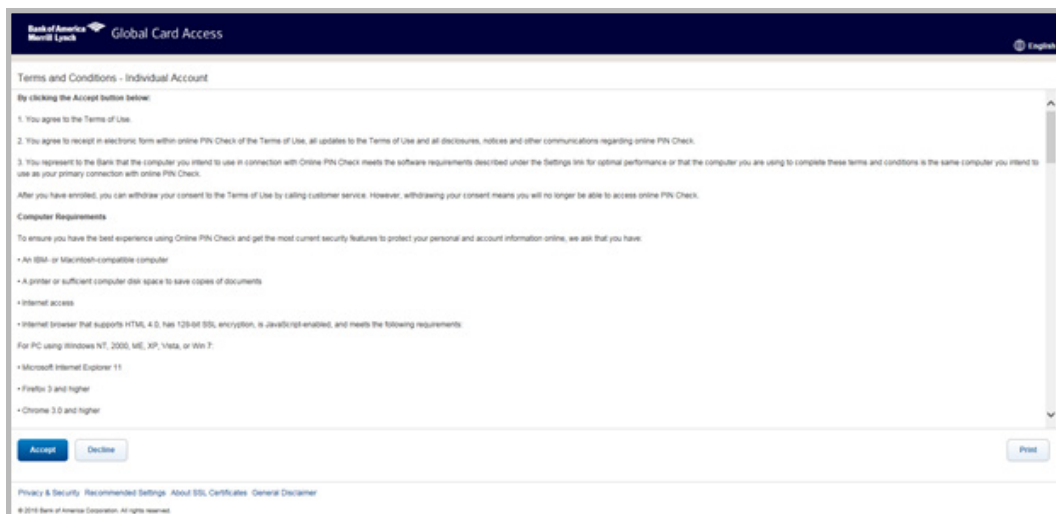 Bank of America
Merrill Lynch
Global Card Access
English
Terms and Conditions - Individual Account
By clicking the Accept button below:
1. You agree to the Terms of Use.
2. You agree to receipt in electronic form within online PIN Check of the Terms of Use, all updates to the Terms of Use and all disclosures, notices and other communications regarding online PIN Check.
3. You represent to the Bank that the computer you intend to use in connection with Online PIN Check meets the software requirements described under the Settings link for optimal performance or that the computer you are using to complete these terms and conditions is the same computer you intend to
use as your primary connection with online PIN Check.
After you have enrolled, you can withdraw your consent to the Terms of Use by calling customer service. However, withdrawing your consent means you will no longer be able to access online PIN Check.
Computer Requirements
To ensure you have the best experience using Online PIN Check and get the most current security features to protect your personal and account information online, we ask that you have:
• An IBM- or Macintosh-compatible computer
• A printer or sufficient computer disk space to save copies of documents
• Internet access
• Internet browser that supports HTML 4.0, has 128-bit SSL encryption, is JavaScript-enabled, and meets the following requirements:
For PC using Windows NT, 2000, ME, XP, Vista, or Win 7:
• Microsoft Internet Explorer 11
• Firefox 3 and higher
• Chrome 3.0 and higher
Accept
Decline
Print
Privacy & Security Recommended Settings About SSL Certificates General Disclaimer
© 2016 Bank of America Corporation. All rights reserved.